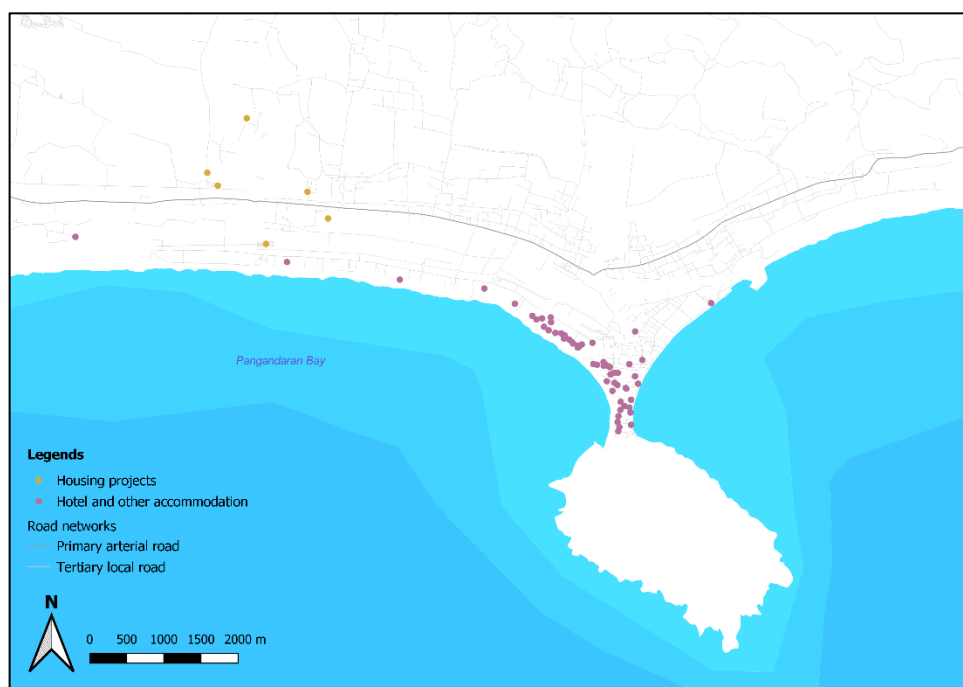 Pangandaran Bay
Legends
Housing projects
Hotel and other accommodation
Road networks
Primary arterial road
Tertiary local road
N
0 500 1000 1500 2000 m